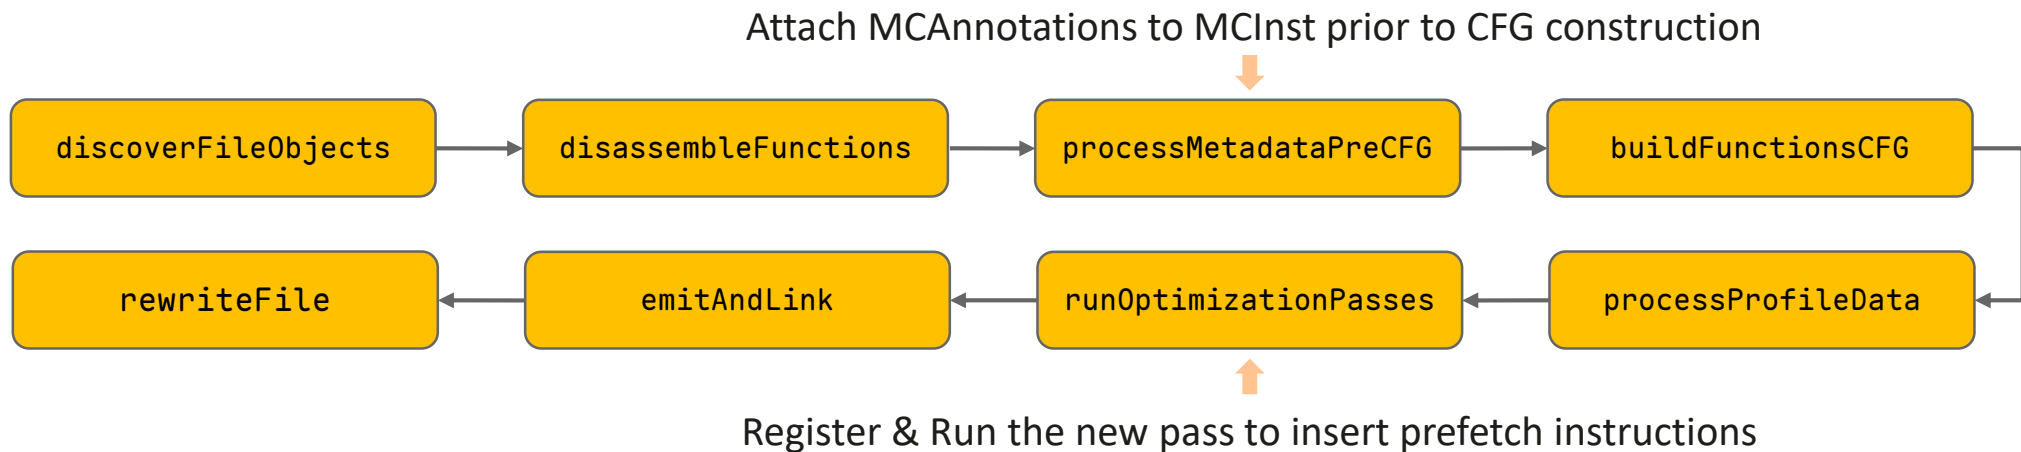 Attach MCAnnotations to MCInst prior to CFG construction
discoverFileObjects
disassembleFunctions
processMetadataPreCFG
buildFunctionsCFG
processProfileData
runOptimizationPasses
emitAndLink
rewriteFile
Register & Run the new pass to insert prefetch instructions